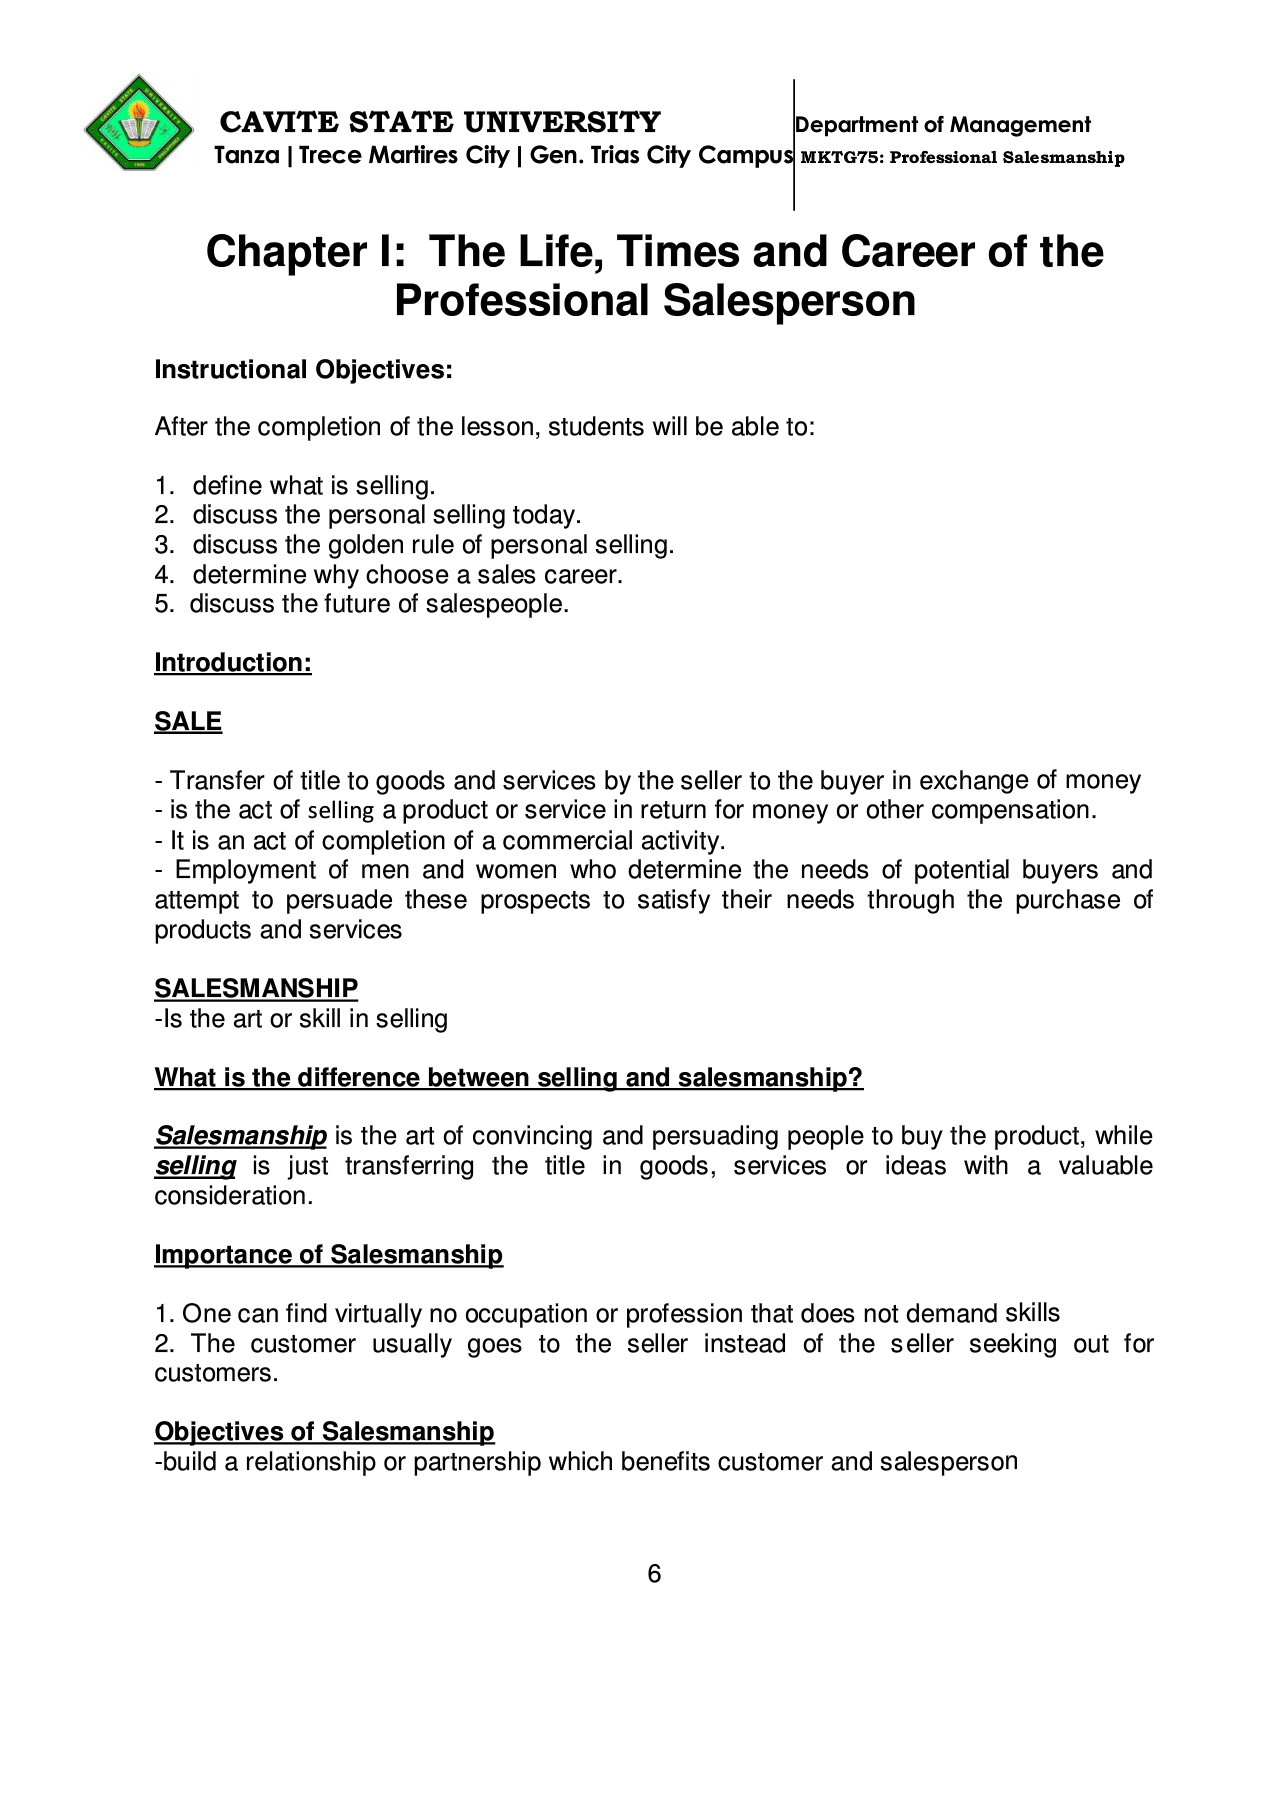 CAVITE STATE UNIVERSITY
Department of Management
Tanza | Trece Martires City | Gen. Trias City Campus
MKTG75: Professional Salesmanship
Chapter I: The Life, Times and Career of the
Professional Salesperson
Instructional Objectives:
After the completion of the lesson, students will be able to:
1. define what is selling.
2. discuss the personal selling today.
3. discuss the golden rule of personal selling.
4. determine why choose a sales career.
5. discuss the future of salespeople.
Introduction:
SALE
- Transfer of title to goods and services by the seller to the buyer in exchange of money
- is the act of selling a product or service in return for money or other compensation.
- It is an act of completion of a commercial activity.
- Employment of men and women who determine the needs of potential buyers and
attempt to persuade these prospects to satisfy their needs through the purchase of
products and services
SALESMANSHIP
-Is the art or skill in selling
What is the difference between selling and salesmanship?
Salesmanship is the art of convincing and persuading people to buy the product, while
selling is just transferring the title in goods, services or ideas with a valuable
consideration.
Importance of Salesmanship
1. One can find virtually no occupation or profession that does not demand skills
2. The customer usually goes to the seller instead of the seller seeking out for
customers.
Objectives of Salesmanship
-build a relationship or partnership which benefits customer and salesperson
6